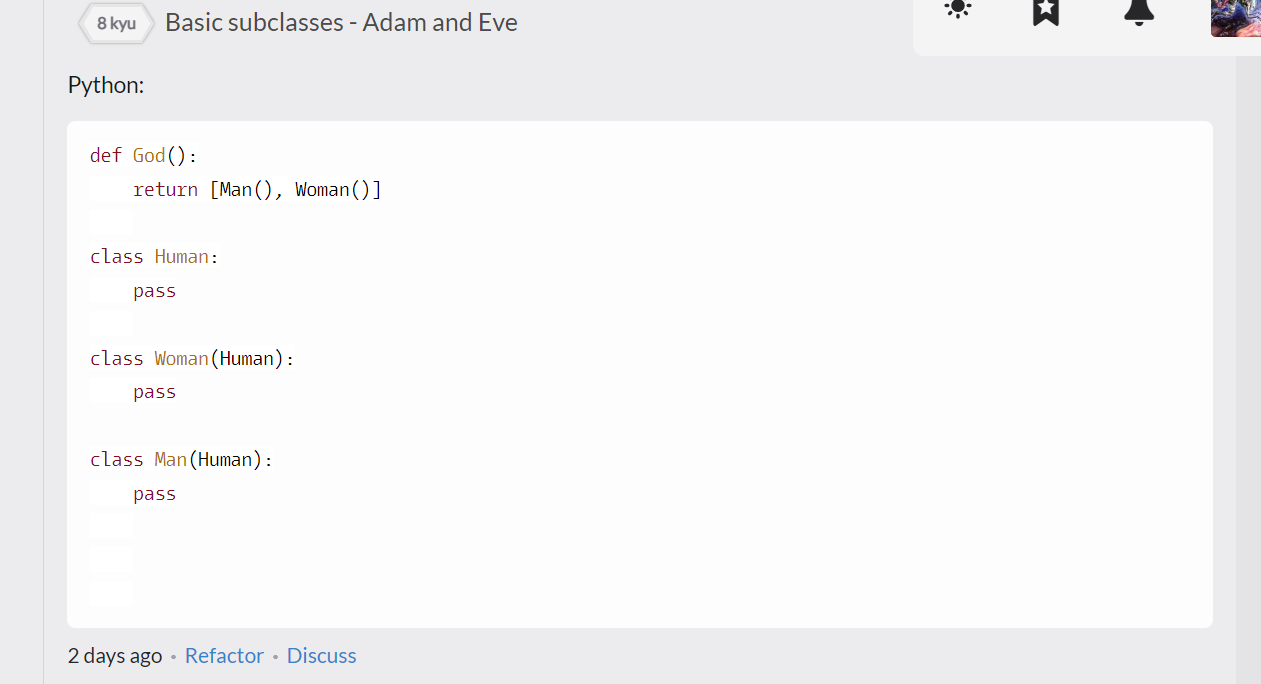 8 kyu Basic subclasses - Adam and Eve
Python:
def God():
    return [Man(), Woman()]
class Human:
    pass
class Woman(Human):
    pass
class Man(Human):
    pass
2 days ago • Refactor • Discuss